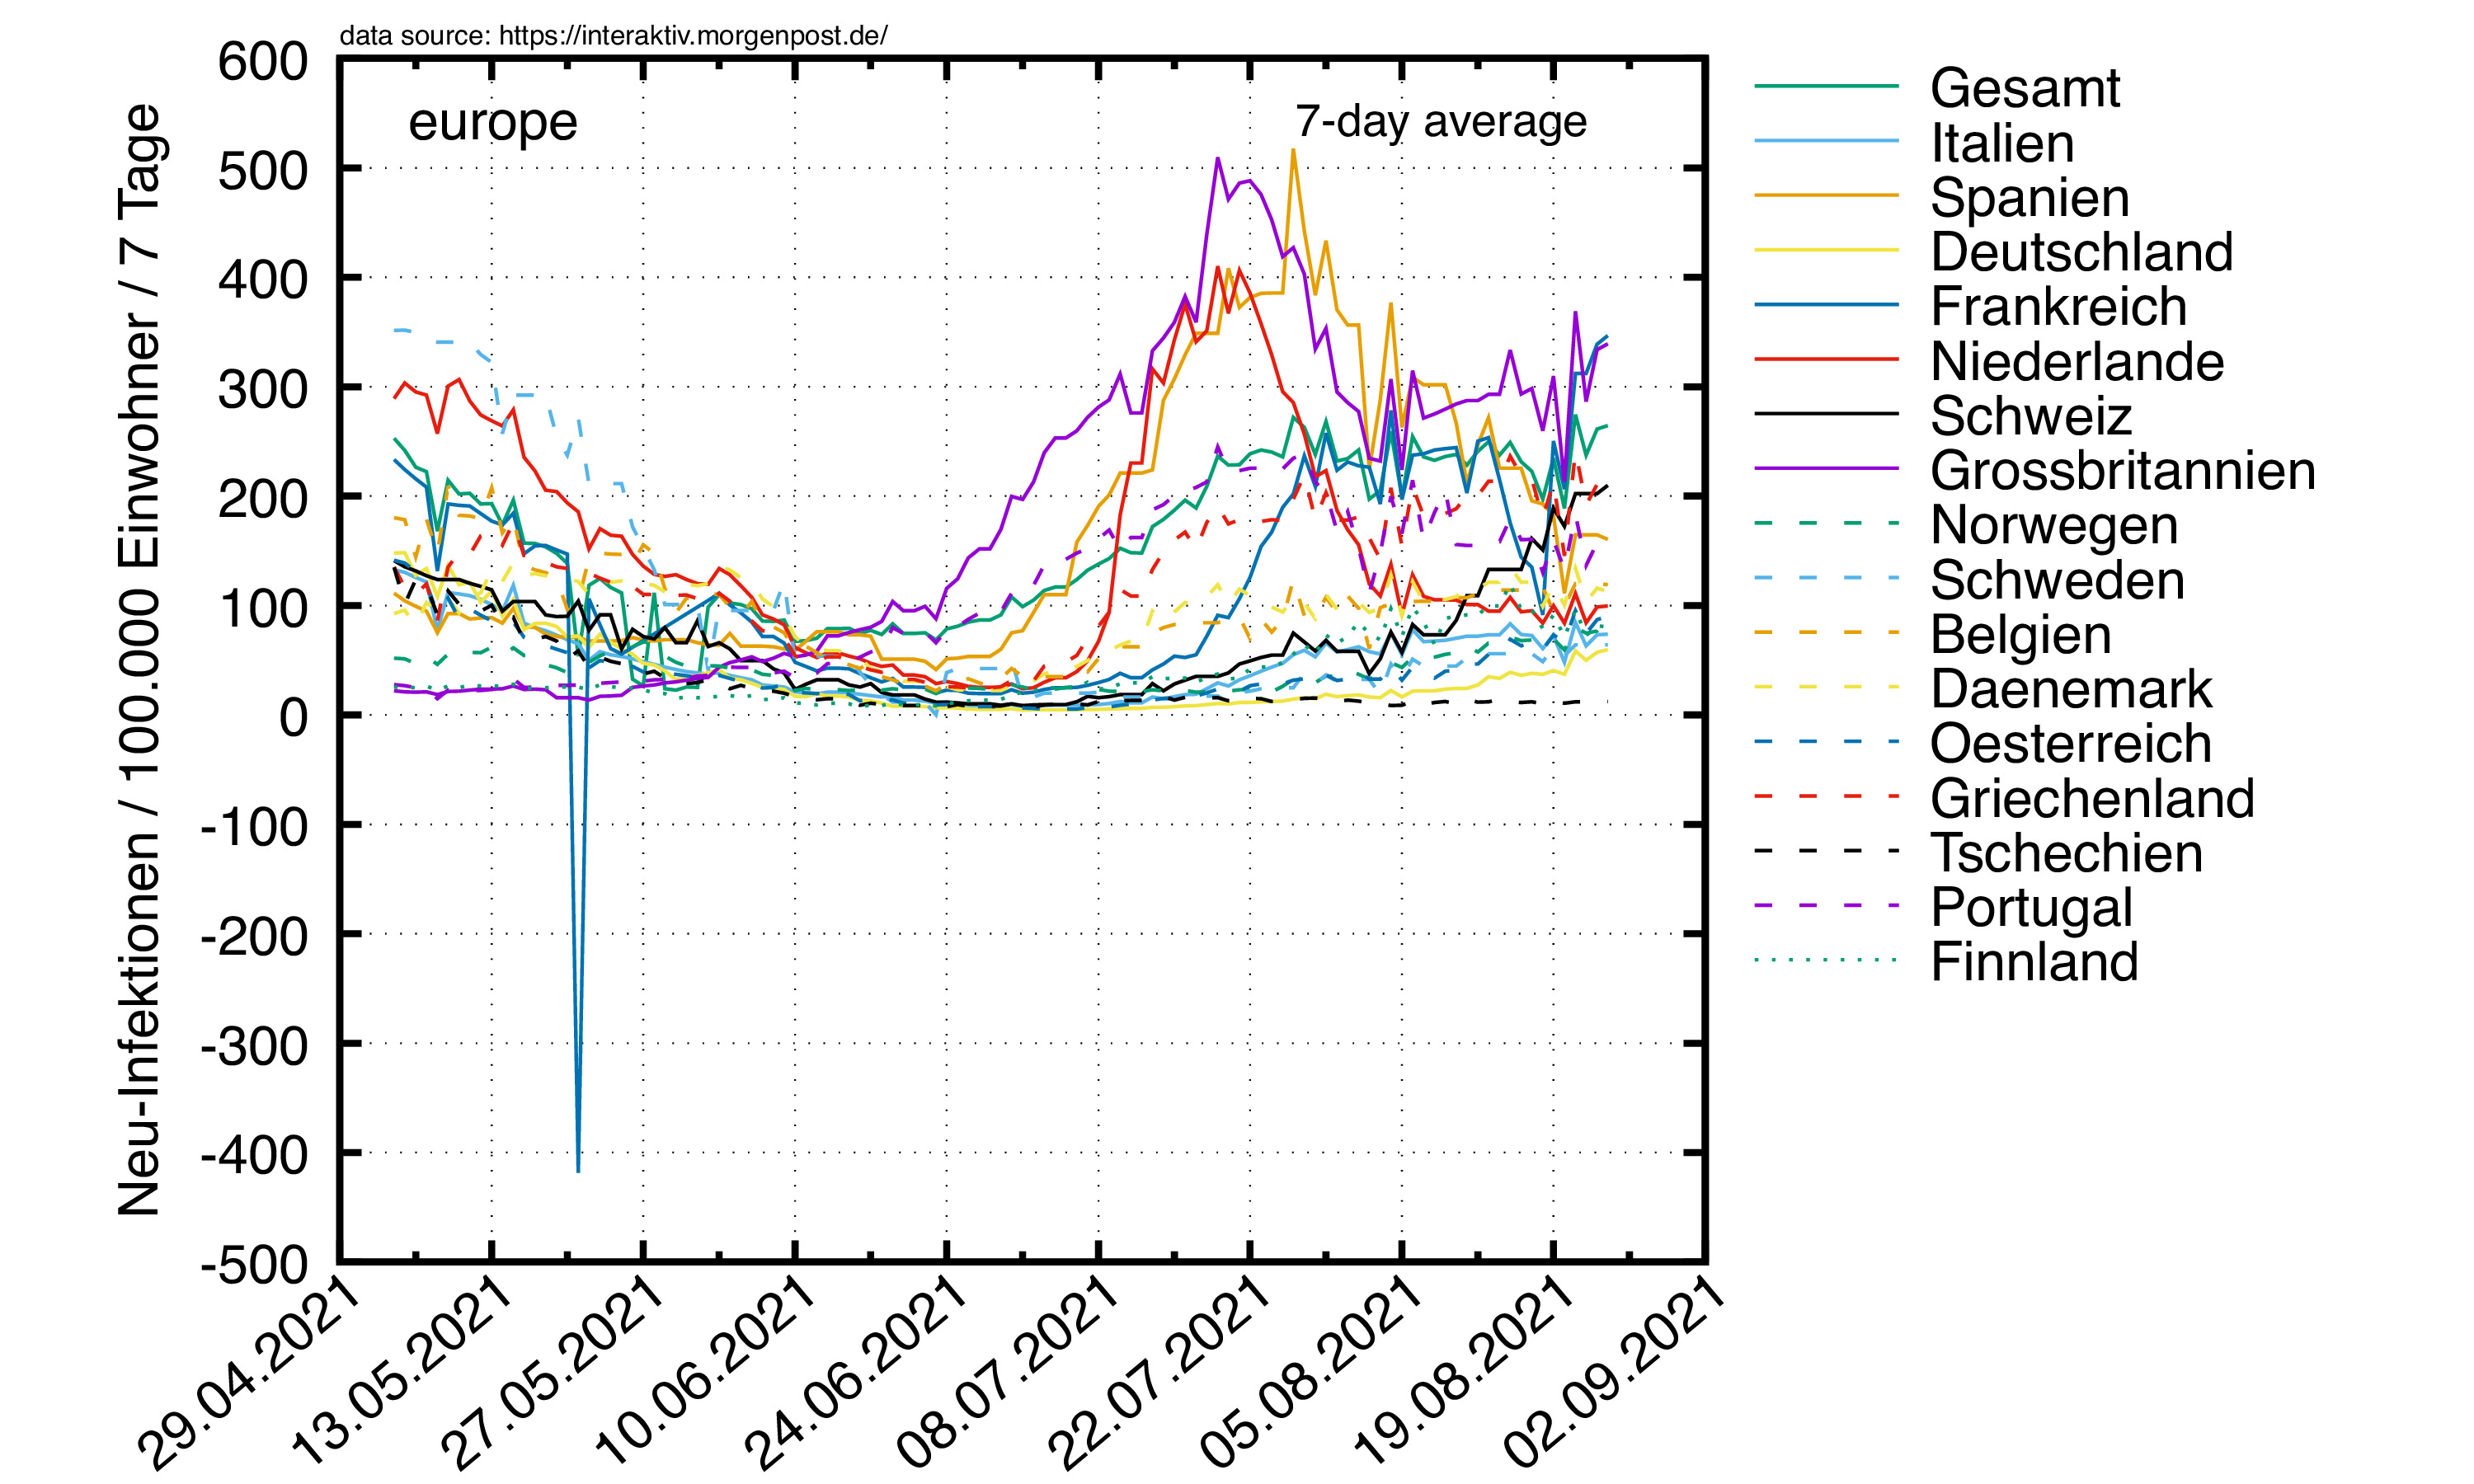 data source: https://interaktiv.morgenpost.de/
europe
7-day average
Neu-Infektionen / 100.000 Einwohner / 7 Tage
600
500
400
300
200
100
0
-100
-200
-300
-400
-500
29.04.2021
13.05.2021
27.05.2021
10.06.2021
24.06.2021
08.07.2021
22.07.2021
05.08.2021
19.08.2021
02.09.2021
Gesamt
Italien
Spanien
Deutschland
Frankreich
Niederlande
Schweiz
Grossbritannien
Norwegen
Schweden
Belgien
Daenemark
Oesterreich
Griechenland
Tschechien
Portugal
Finnland